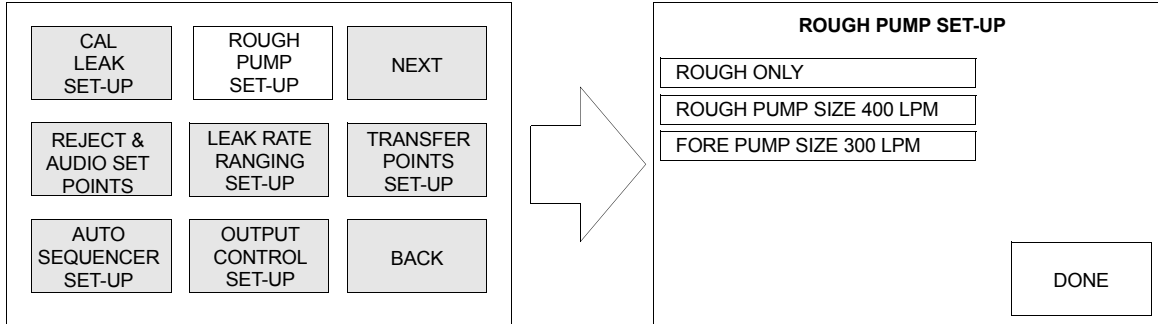 CAL
LEAK
SET-UP
ROUGH
PUMP
SET-UP
NEXT
REJECT &
AUDIO SET
POINTS
LEAK RATE
RANGING
SET-UP
TRANSFER
POINTS
SET-UP
AUTO
SEQUENCER
SET-UP
OUTPUT
CONTROL
SET-UP
BACK
ROUGH PUMP SET-UP
ROUGH ONLY
ROUGH PUMP SIZE 400 LPM
FORE PUMP SIZE 300 LPM
DONE